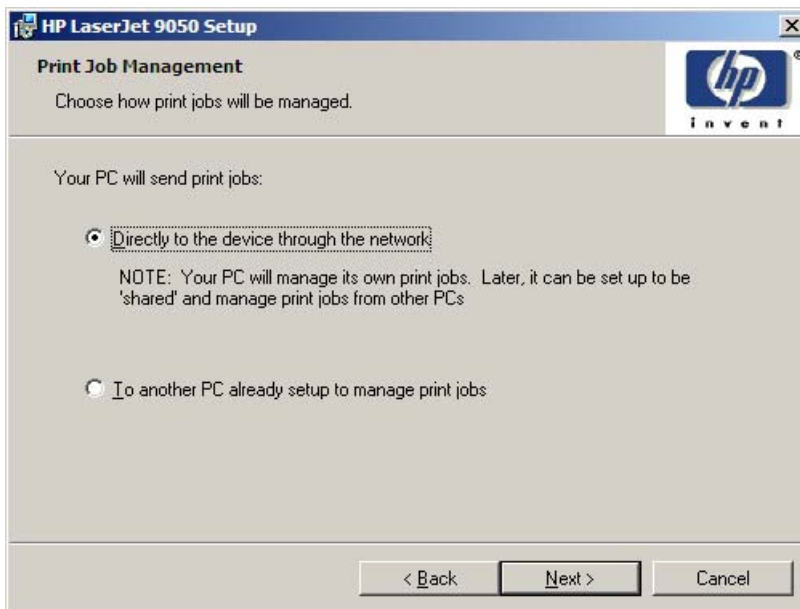 HP LaserJet 9050 Setup
Print Job Management
Choose how print jobs will be managed.
hp
®
invent
Your PC will send print jobs:
Directly to the device through the network
NOTE: Your PC will manage its own print jobs. Later, it can be set up to be
'shared' and manage print jobs from other PCs
To another PC already setup to manage print jobs
< Back
Next >
Cancel